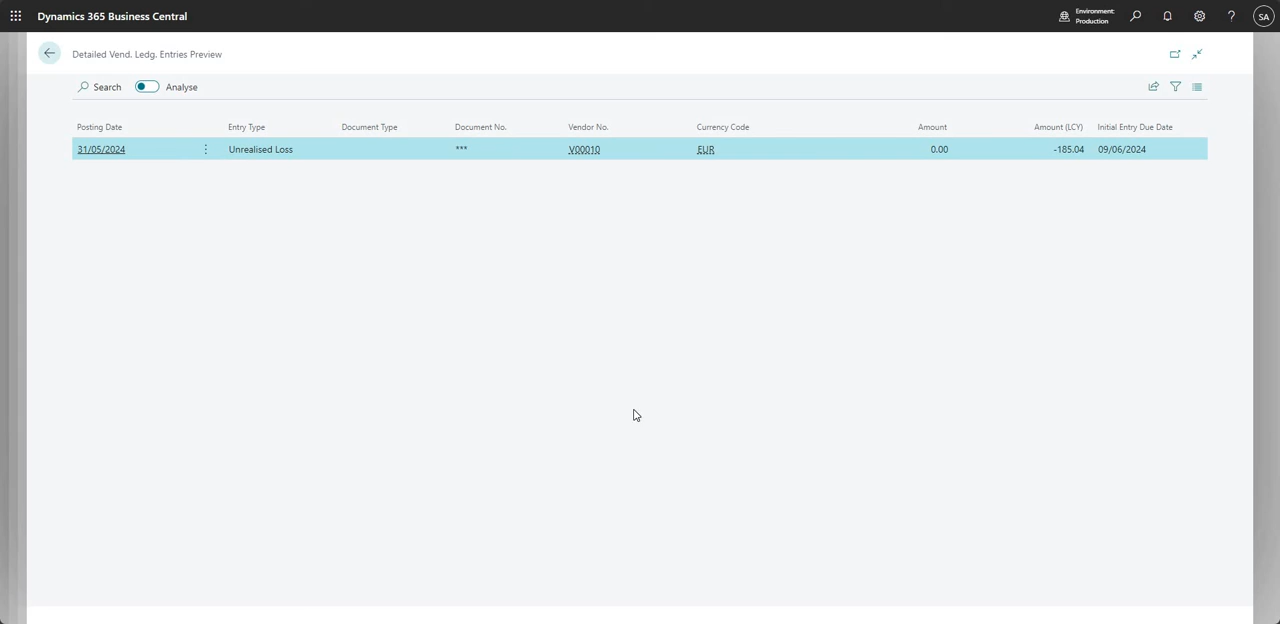 Dynamics 365 Business Central
Environment:
Production
?
SA
Detailed Vend. Ledg. Entries Preview
Search
Analyse
Posting Date Entry Type Document Type Document No. Vendor No. Currency Code Amount Amount (LCY) Initial Entry Due Date
31/05/2024 Unrealised Loss *** V00010 EUR 0.00 -185.04 09/06/2024